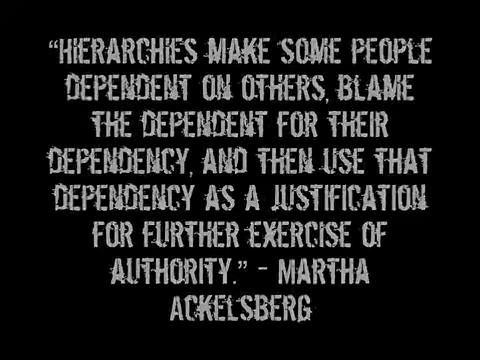 “HIERARCHIES MAKE SOME PEOPLE
DEPENDENT ON OTHERS, BLAME
THE DEPENDENT FOR THEIR
DEPENDENCY, AND THEN USE THAT
DEPENDENCY AS A JUSTIFICATION
FOR FURTHER EXERCISE OF
AUTHORITY.” - MARTHA
ACKELSBERG